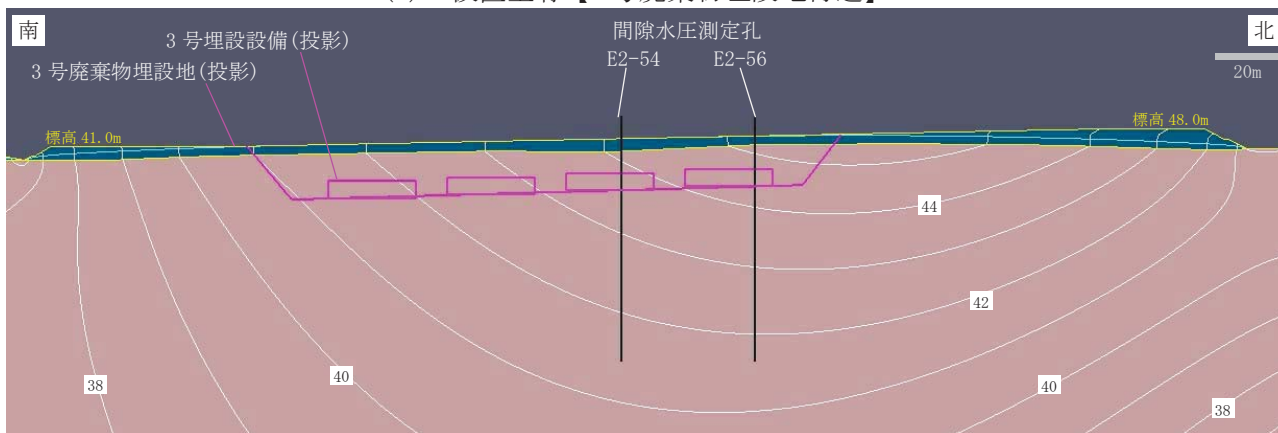 南
北
3号埋設設備(投影)
間隙水圧測定孔
E2-54
E2-56
3号廃棄物埋設地(投影)
20m
標高 41.0m
標高 48.0m
44
42
40
38
40
38